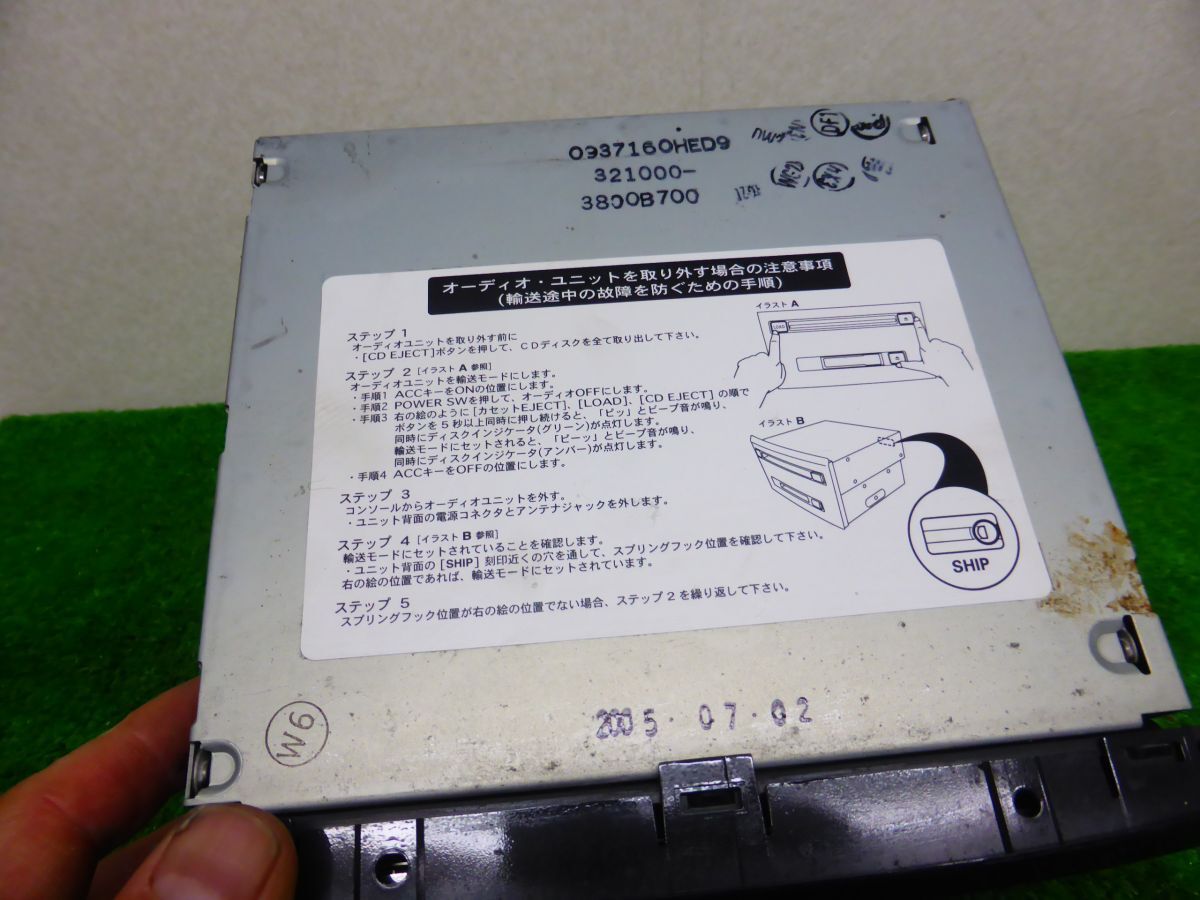 0937160HED9
321000-
3800B700
DF1
オーディオ・ユニットを取り外す場合の注意事項
(輸送途中の故障を防ぐための手順)
ステップ 1
オーディオユニットを取り外す前に
・[CD EJECT]ボタンを押して、CDディスクを全て取り出して下さい。
ステップ 2 [イラスト A 参照]
オーディオユニットを輸送モードにします。
・手順1 ACCキーをONの位置にします。
・手順2 POWER SWを押して、オーディオOFFにします。
・手順3 右の絵のように [カセットEJECT]、[LOAD]、[CD EJECT] の順で
ボタンを5秒以上同時に押し続けると、「ピッ」とビープ音が鳴り、
同時にディスクインジケータ(グリーン)が点灯します。
輸送モードにセットされると、「ピーッ」とビープ音が鳴り、
同時にディスクインジケータ(アンバー)が点灯します。
・手順4 ACCキーをOFFの位置にします。
ステップ 3
コンソールからオーディオユニットを外す。
・ユニット背面の電源コネクタとアンテナジャックを外します。
ステップ 4 [イラスト B 参照]
輸送モードにセットされていることを確認します。
・ユニット背面の [SHIP] 刻印近くの穴を通して、スプリングフック位置を確認して下さい。
右の絵の位置であれば、輸送モードにセットされています。
ステップ 5
スプリングフック位置が右の絵の位置でない場合、ステップ2を繰り返して下さい。
イラスト A
LOAD
イラスト B
SHIP
W6
2005.07.02